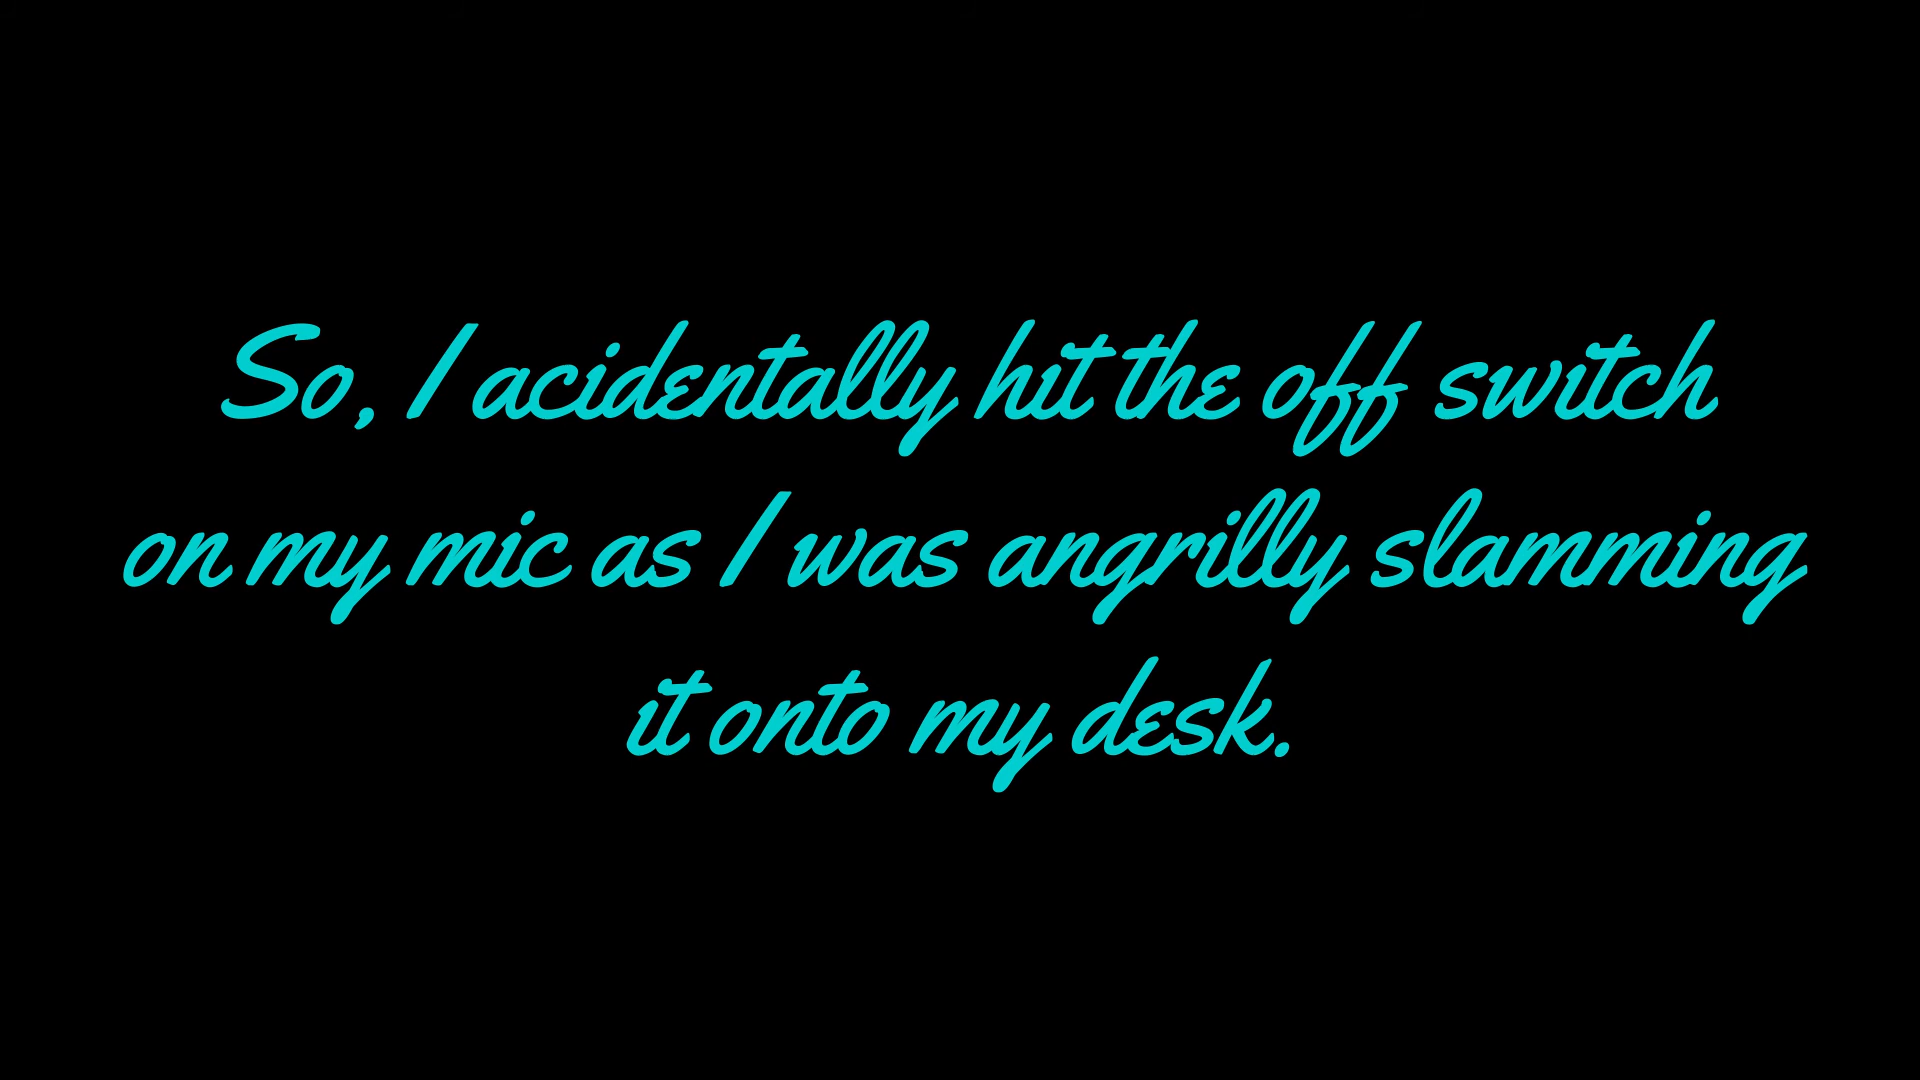 So, I acidentally hit the off switch
on my mic as I was angrilly slamming
it onto my desk.